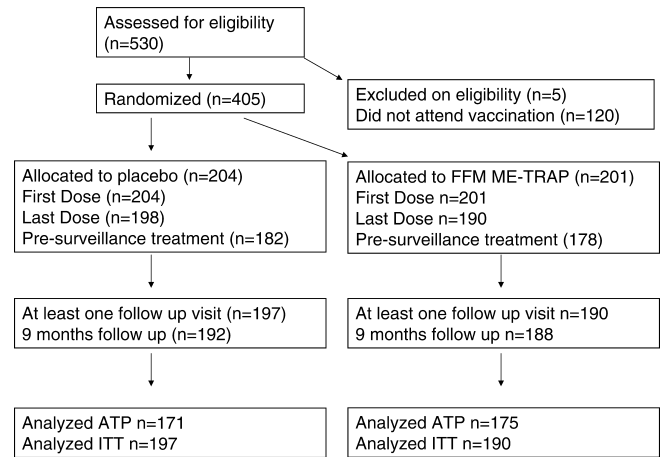 Assessed for eligibility
(n=530)
Randomized (n=405)
Excluded on eligibility (n=5)
Did not attend vaccination (n=120)
Allocated to placebo (n=204)
First Dose (n=204)
Last Dose (n=198)
Pre-surveillance treatment (n=182)
Allocated to FFM ME-TRAP (n=201)
First Dose n=201
Last Dose n=190
Pre-surveillance treatment (178)
At least one follow up visit (n=197)
9 months follow up (n=192)
At least one follow up visit n=190
9 months follow up n=188
Analyzed ATP n=171
Analyzed ITT n=197
Analyzed ATP n=175
Analyzed ITT n=190